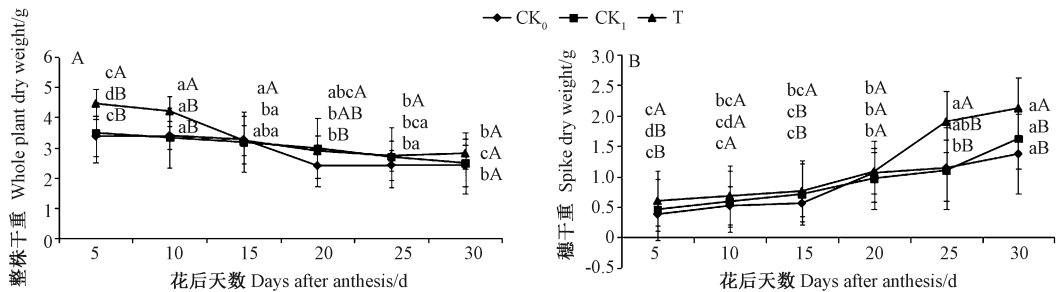 CK0 CK1 T
A
整株干重 Whole plant dry weight/g
6
5
4
3
2
1
0
cA
dB
cB
aA
aB
aB
aA
ba
aba
abcA
bAB
bB
bA
bca
ba
bA
cA
bA
5 10 15 20 25 30
花后天数 Days after anthesis/d
B
穗干重 Spike dry weight/g
3.0
2.5
2.0
1.5
1.0
0.5
0
-0.5
cA
dB
cB
bcA
cdA
cA
bcA
cB
cB
bA
bA
bA
aA
abB
bB
aA
aB
aB
5 10 15 20 25 30
花后天数 Days after anthesis/d